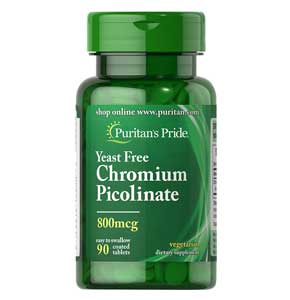 shop online www.puritan.com
Puritan's Pride
Yeast Free
Chromium
Picolinate
800mcg
easy to swallow
90 coated
tablets
vegetarian
dietary supplement